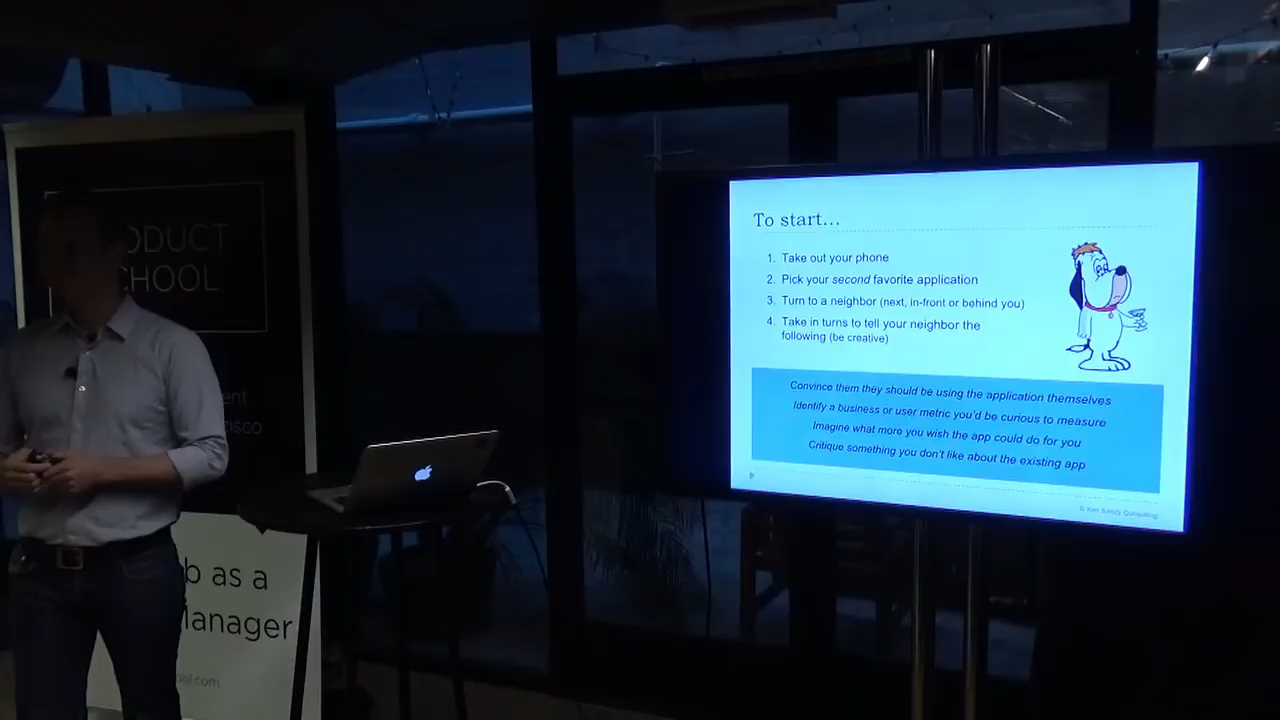 ODUCT
CHOOL
ent
cisco
b as a
Manager
ool.com
To start...
1. Take out your phone
2. Pick your second favorite application
3. Turn to a neighbor (next, in-front or behind you)
4. Take in turns to tell your neighbor the
following (be creative)
Convince them they should be using the application themselves
Identify a business or user metric you'd be curious to measure
Imagine what more you wish the app could do for you
Critique something you don't like about the existing app
© Ken Sandy Consulting